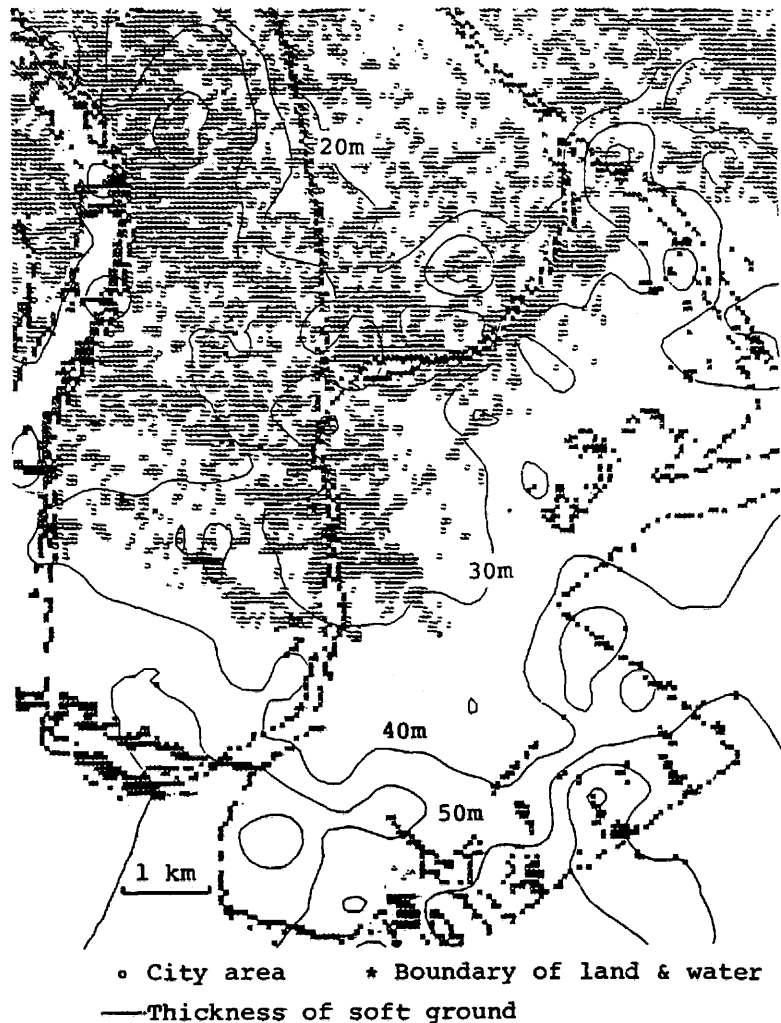 20m
30m
40m
50m
1 km
∘ City area * Boundary of land & water
—Thickness of soft ground